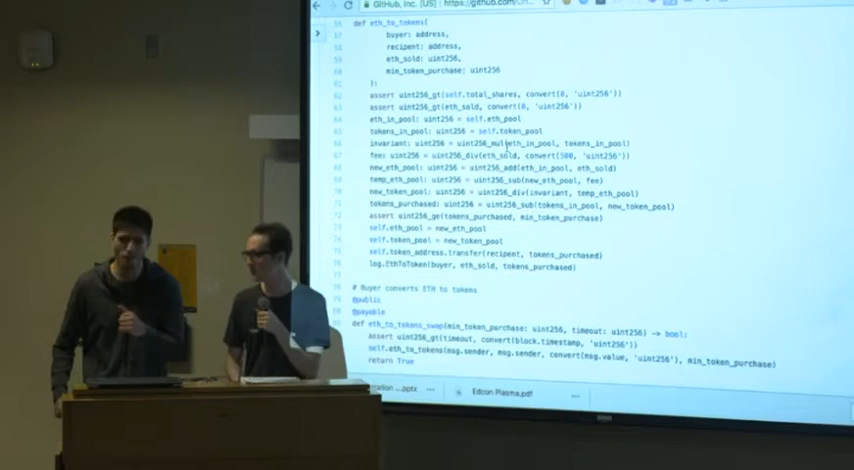 GitHub, Inc. [US] https://github.com/
56 def eth_to_tokens(
57 buyer: address,
58 recipent: address,
59 eth_sold: uint256,
60 min_token_purchase: uint256
61 ):
62 assert uint256_gt(self.total_shares, convert(0, 'uint256'))
63 assert uint256_gt(eth_sold, convert(0, 'uint256'))
64 eth_in_pool: uint256 = self.eth_pool
65 tokens_in_pool: uint256 = self.token_pool
66 invariant: uint256 = uint256_mul(eth_in_pool, tokens_in_pool)
67 fee: uint256 = uint256_div(eth_sold, convert(500, 'uint256'))
68 new_eth_pool: uint256 = uint256_add(eth_in_pool, eth_sold)
69 temp_eth_pool: uint256 = uint256_sub(new_eth_pool, fee)
70 new_token_pool: uint256 = uint256_div(invariant, temp_eth_pool)
71 tokens_purchased: uint256 = uint256_sub(tokens_in_pool, new_token_pool)
72 assert uint256_ge(tokens_purchased, min_token_purchase)
73 self.eth_pool = new_eth_pool
74 self.token_pool = new_token_pool
75 self.token_address.transfer(recipent, tokens_purchased)
76 log.EthToToken(buyer, eth_sold, tokens_purchased)
77
78 # Buyer converts ETH to tokens
79 @public
80 @payable
def eth_to_tokens_swap(min_token_purchase: uint256, timeout: uint256) -> bool:
assert uint256_gt(timeout, convert(block.timestamp, 'uint256'))
self.eth_to_tokens(msg.sender, msg.sender, convert(msg.value, 'uint256'), min_token_purchase)
return True
....pptx
Edcon Plasma.pdf